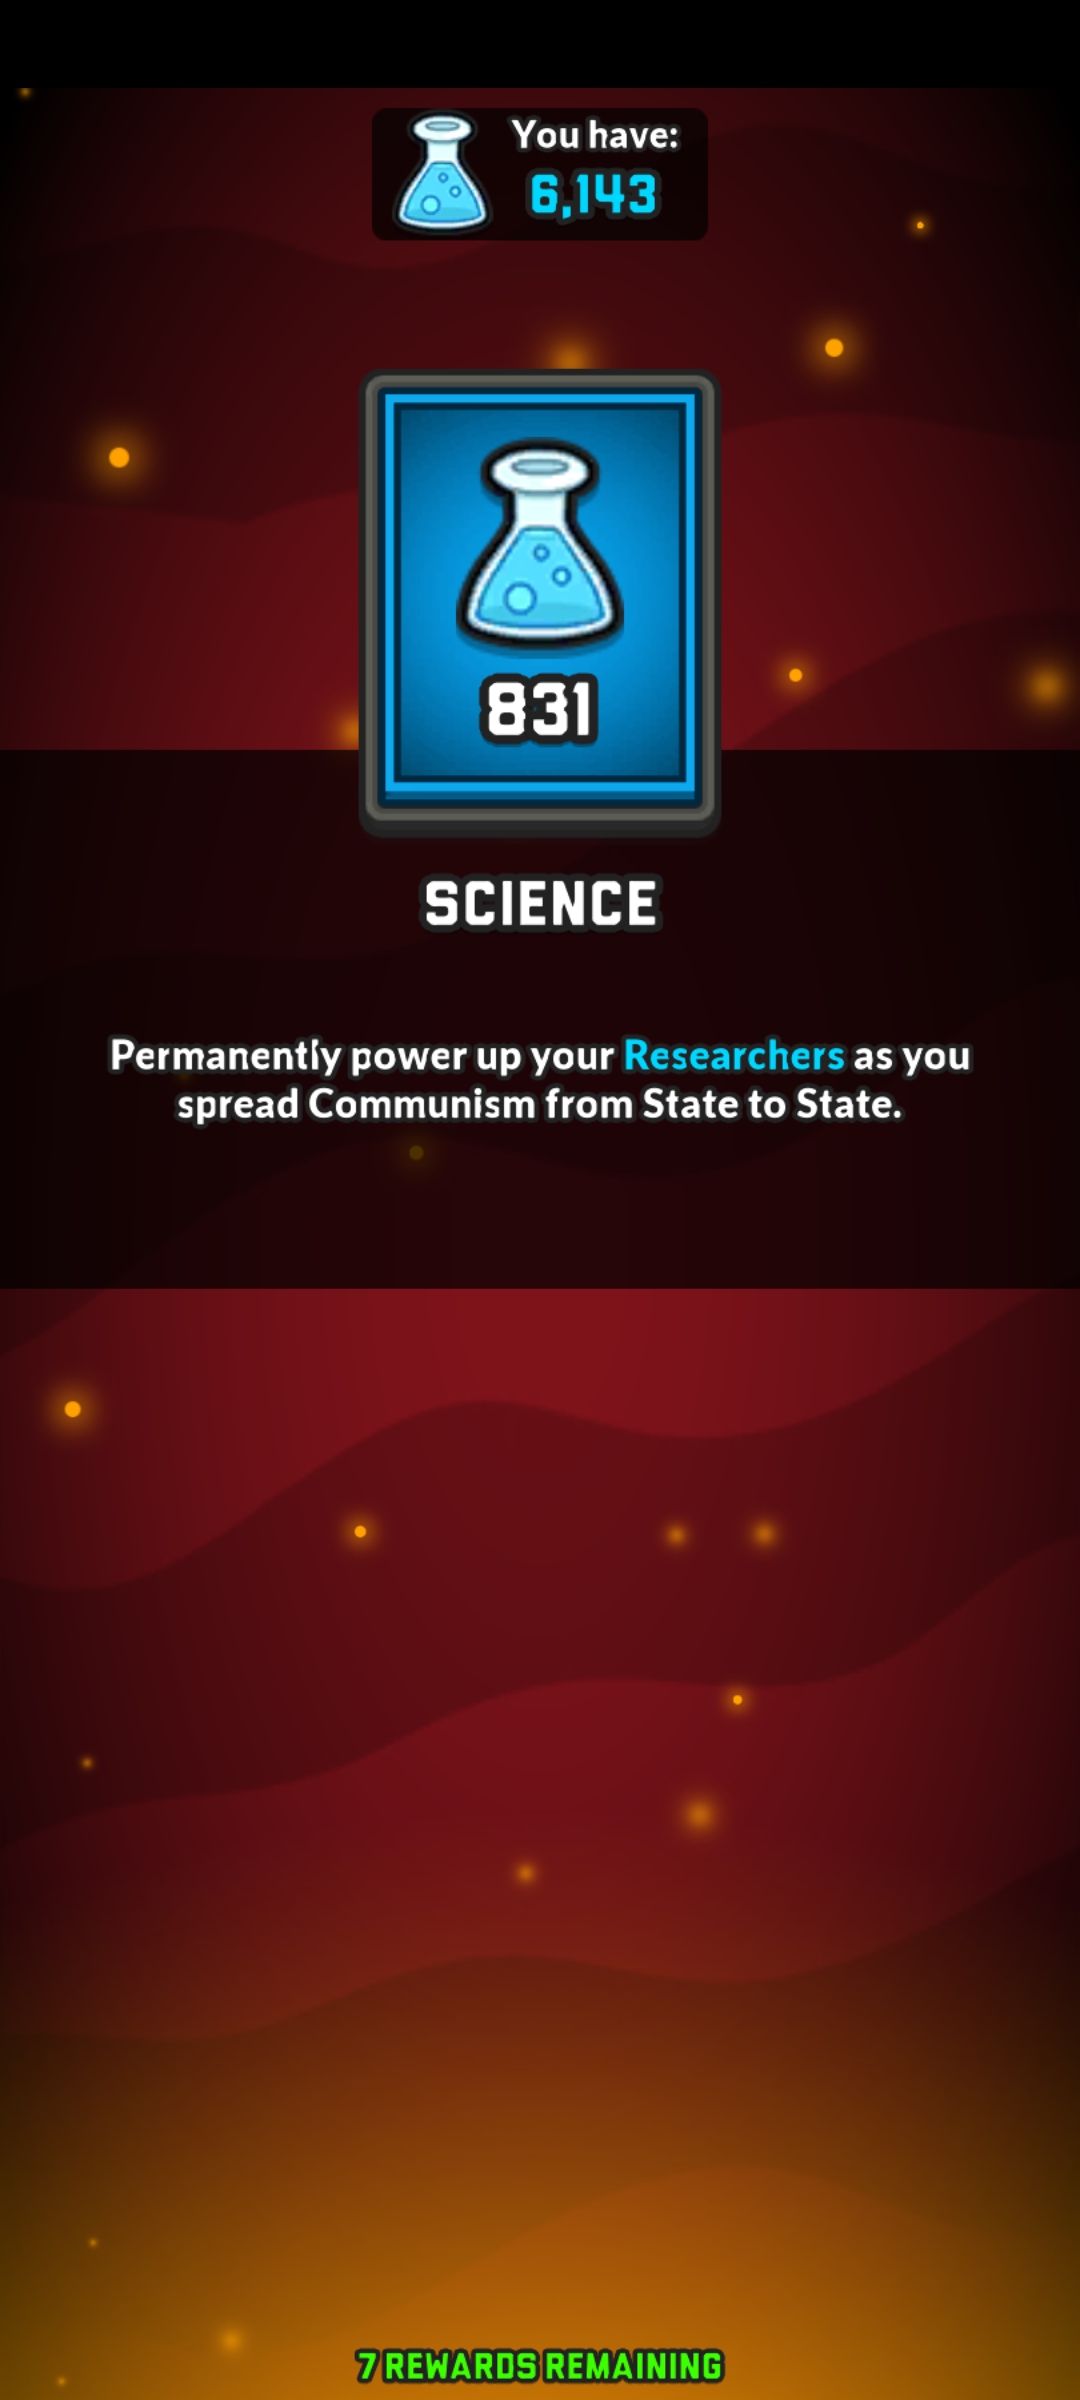 You have:
6,143
831
SCIENCE
Permanently power up your Researchers as you
spread Communism from State to State.
7 REWARDS REMAINING